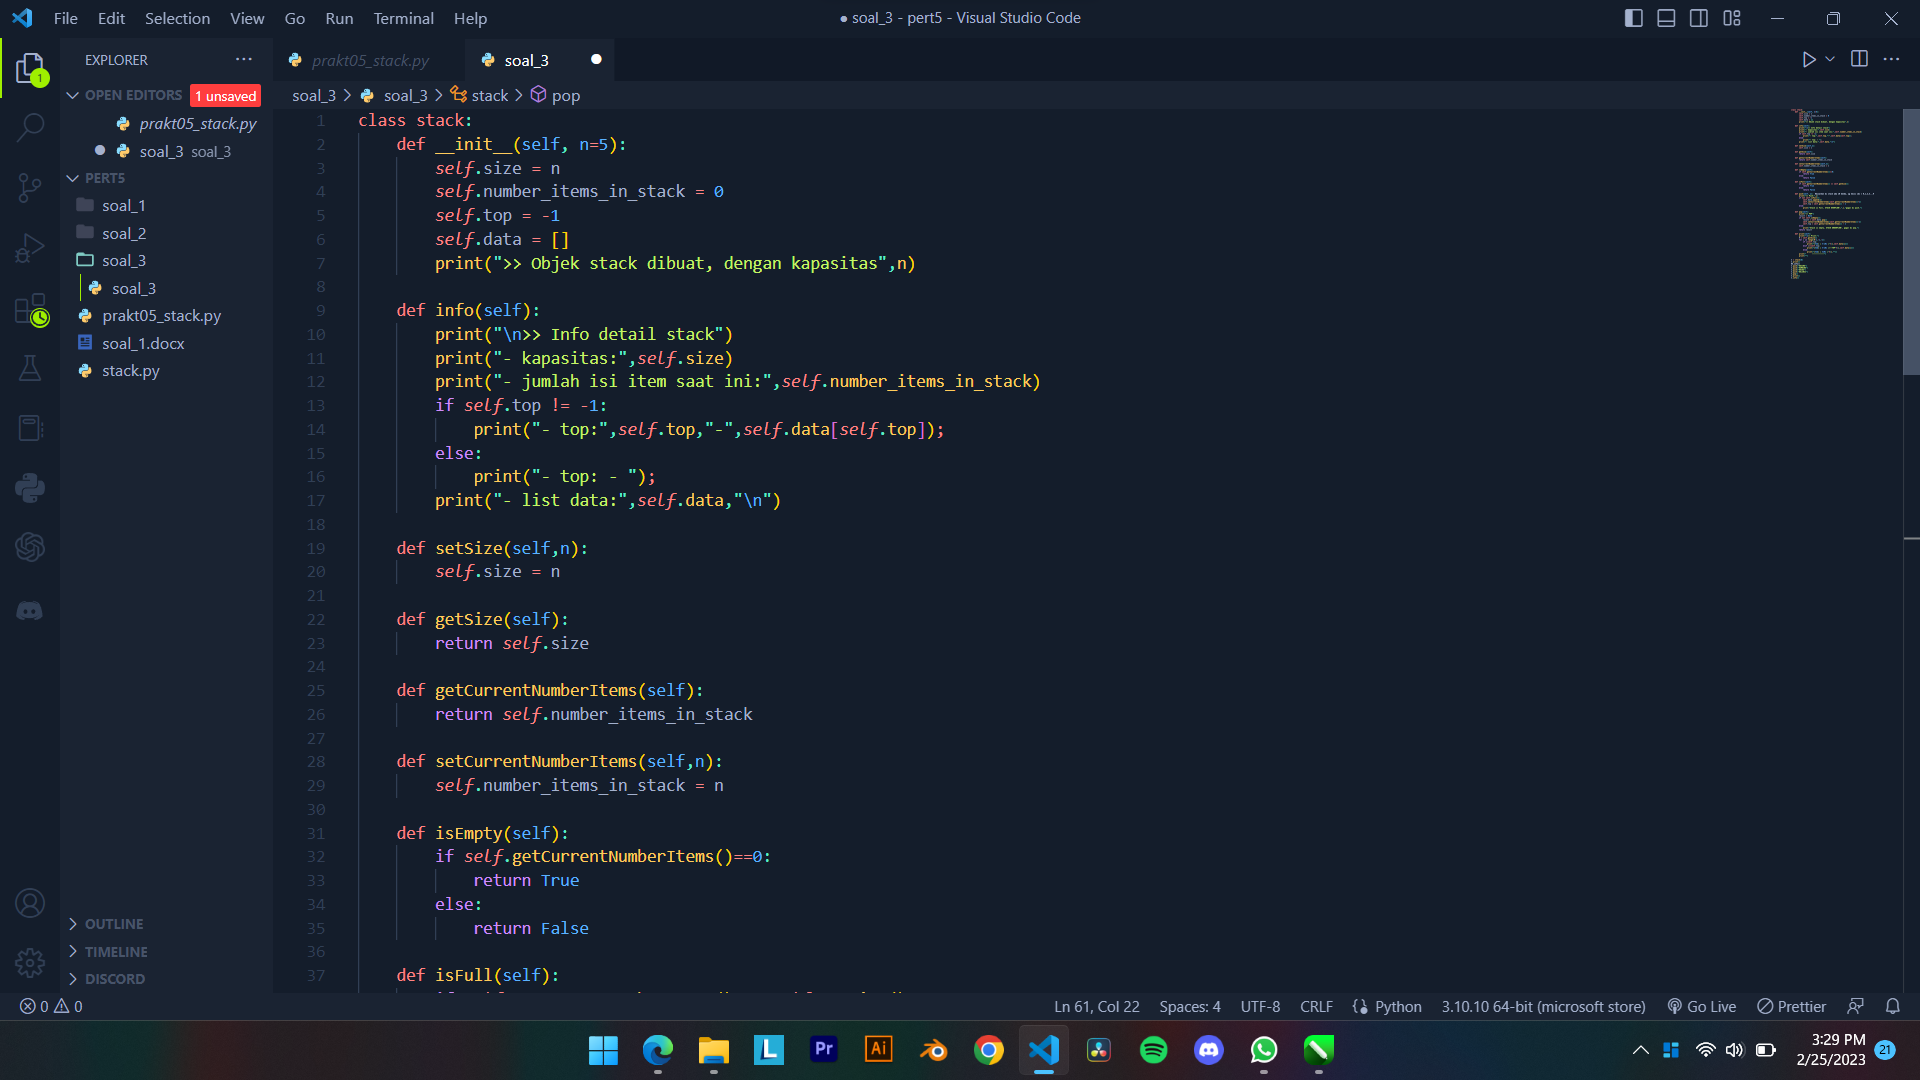 File Edit Selection View Go Run Terminal Help
● soal_3 - pert5 - Visual Studio Code
EXPLORER
OPEN EDITORS 1 unsaved
prakt05_stack.py
soal_3 soal_3
PERT5
soal_1
soal_2
soal_3
soal_3
prakt05_stack.py
soal_1.docx
stack.py
OUTLINE
TIMELINE
DISCORD
1
prakt05_stack.py
soal_3
soal_3 > soal_3 > stack > pop
1 class stack:
2 def __init__(self, n=5):
3 self.size = n
4 self.number_items_in_stack = 0
5 self.top = -1
6 self.data = []
7 print(">> Objek stack dibuat, dengan kapasitas",n)
8
9 def info(self):
10 print("\n>> Info detail stack")
11 print("- kapasitas:",self.size)
12 print("- jumlah isi item saat ini:",self.number_items_in_stack)
13 if self.top != -1:
14 print("- top:",self.top,"-",self.data[self.top]);
15 else:
16 print("- top: - ");
17 print("- list data:",self.data,"\n")
18
19 def setSize(self,n):
20 self.size = n
21
22 def getSize(self):
23 return self.size
24
25 def getCurrentNumberItems(self):
26 return self.number_items_in_stack
27
28 def setCurrentNumberItems(self,n):
29 self.number_items_in_stack = n
30
31 def isEmpty(self):
32 if self.getCurrentNumberItems()==0:
33 return True
34 else:
35 return False
36
37 def isFull(self):
0 0
Ln 61, Col 22 Spaces: 4 UTF-8 CRLF Python 3.10.10 64-bit (microsoft store) Go Live Prettier
L Pr Ai
3:29 PM
2/25/2023
21